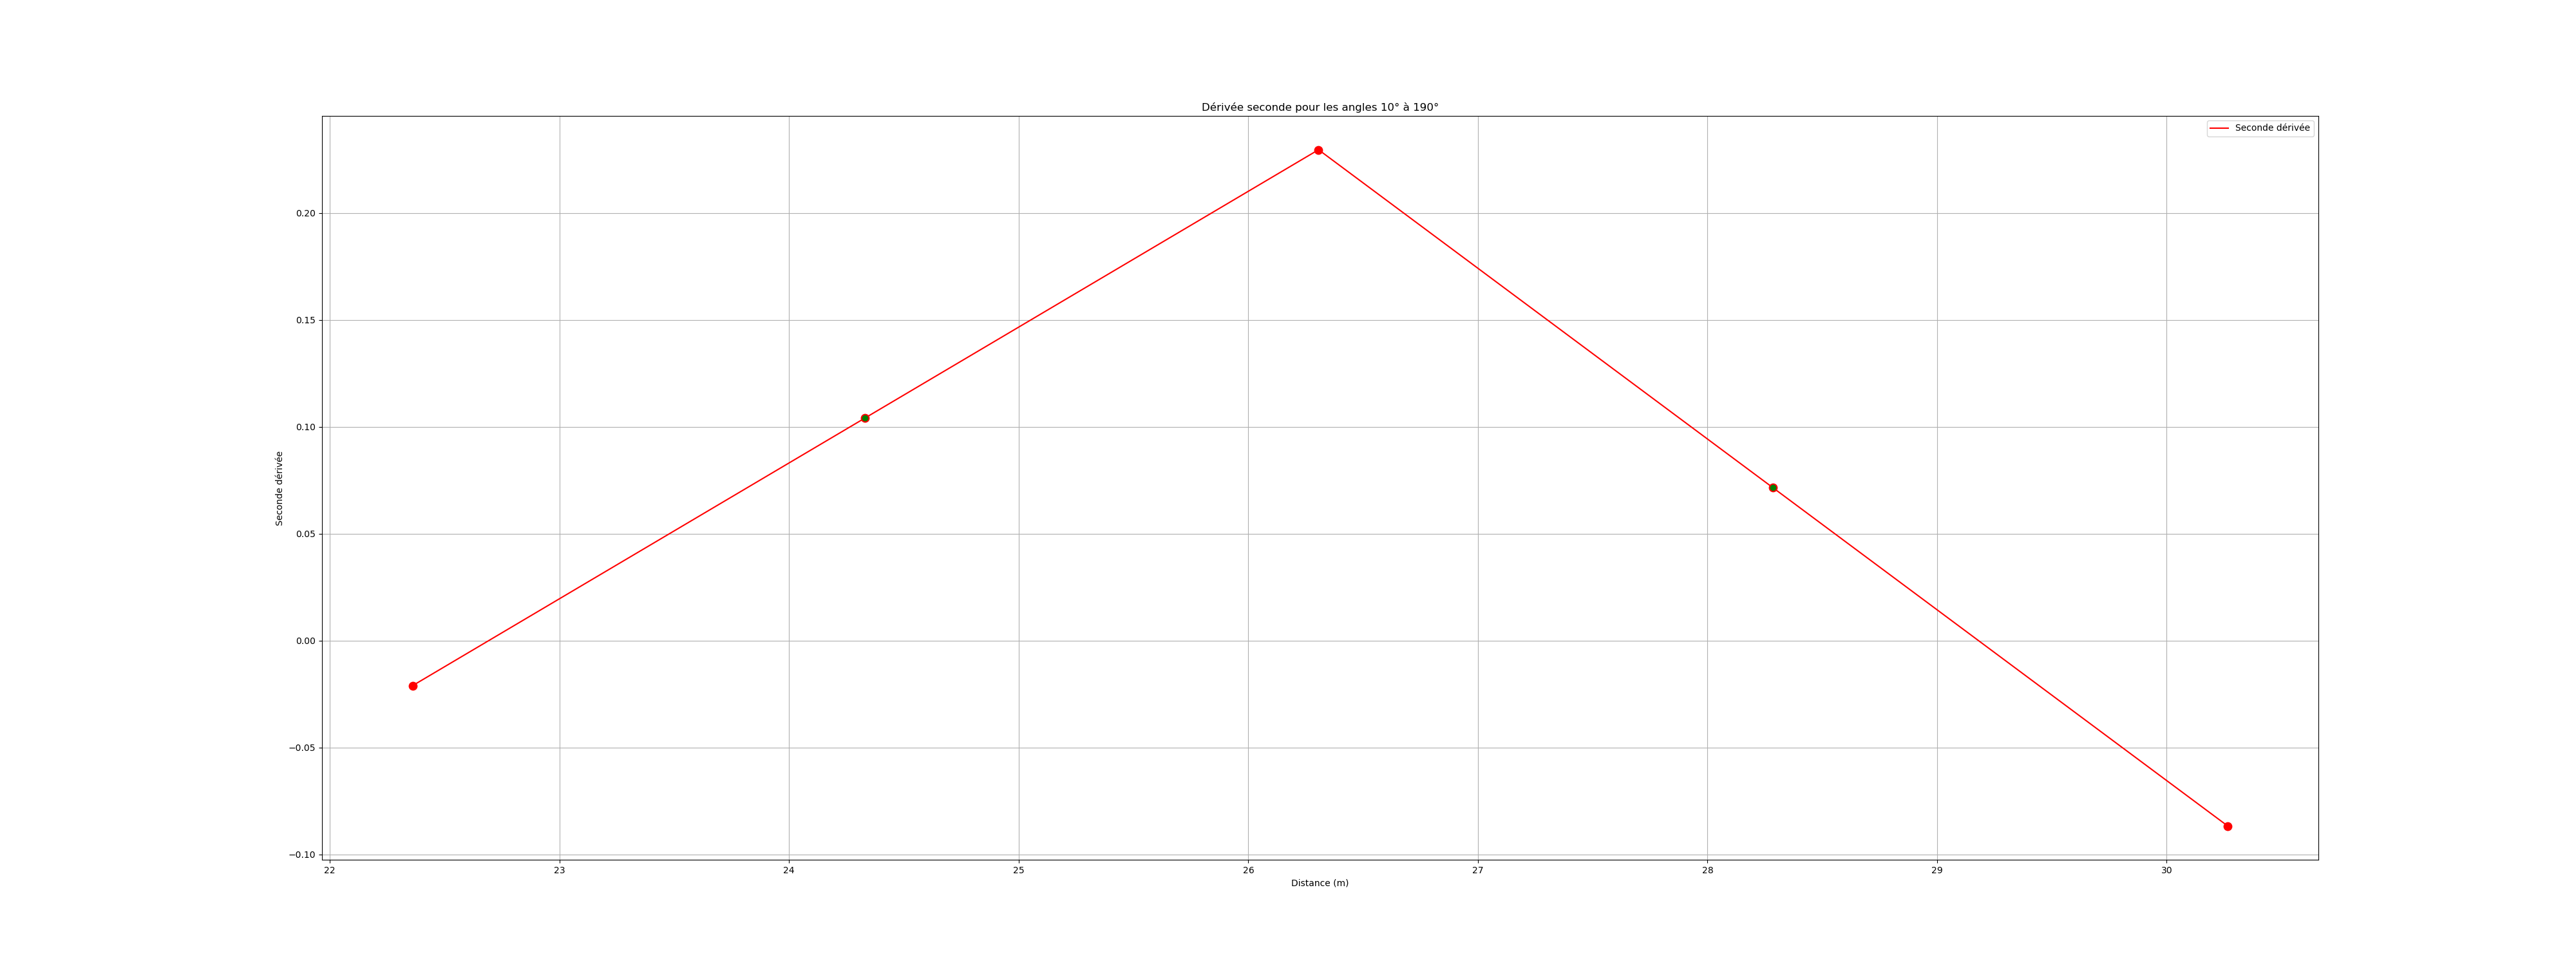 Dérivée seconde pour les angles 10° à 190°
Seconde dérivée
Seconde dérivée
0.20
0.15
0.10
0.05
0.00
−0.05
−0.10
22 23 24 25 26 27 28 29 30
Distance (m)